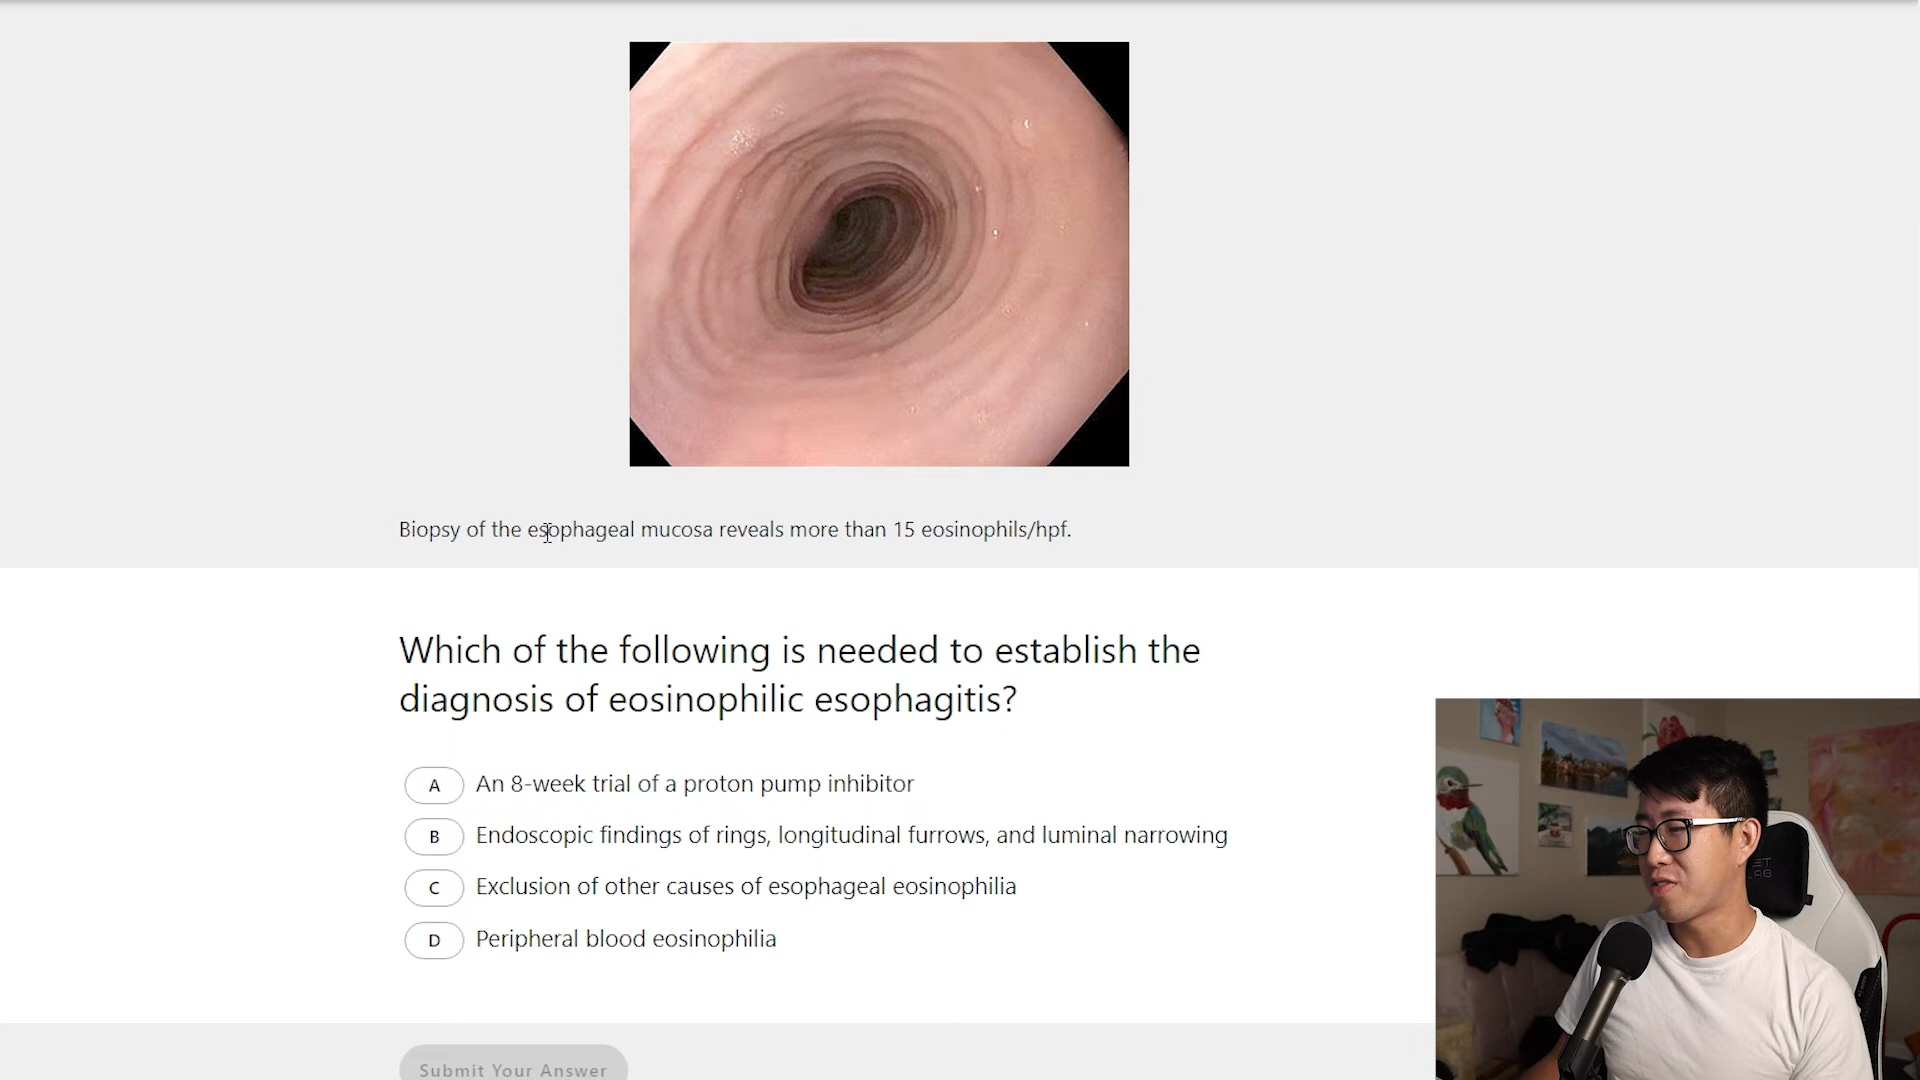 Biopsy of the esophageal mucosa reveals more than 15 eosinophils/hpf.
Which of the following is needed to establish the
diagnosis of eosinophilic esophagitis?
A An 8-week trial of a proton pump inhibitor
B Endoscopic findings of rings, longitudinal furrows, and luminal narrowing
C Exclusion of other causes of esophageal eosinophilia
D Peripheral blood eosinophilia
Submit Your Answer